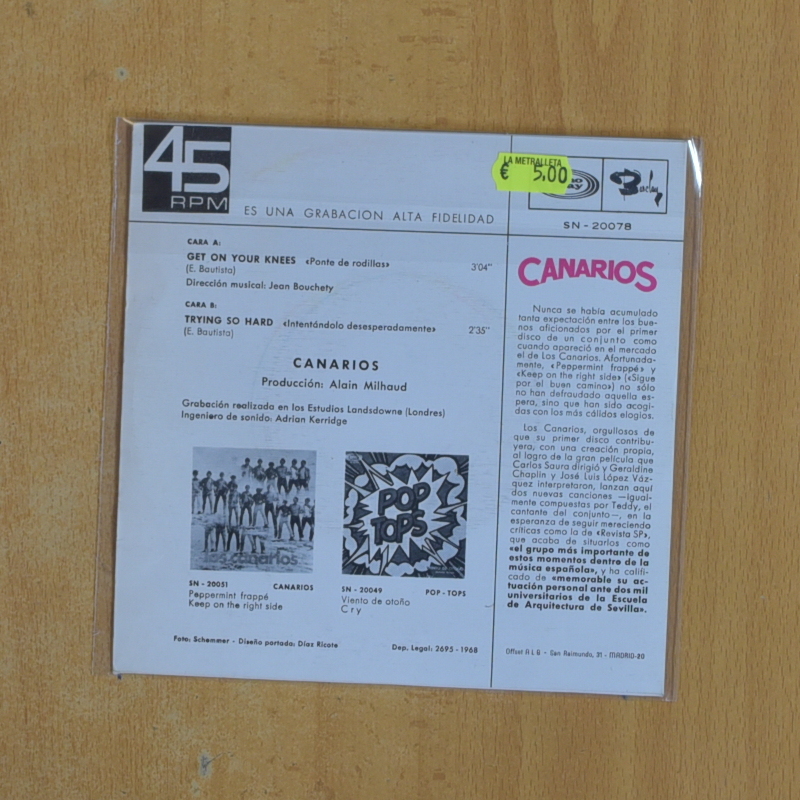 45
RPM
ES UNA GRABACION ALTA FIDELIDAD
LA METRALLETA
€ 5,00
Barclay
SN - 20078
CARA A:
GET ON YOUR KNEES «Ponte de rodillas» 3'04"
(E. Bautista)
Dirección musical: Jean Bouchety
CARA B:
TRYING SO HARD «Intentándolo desesperadamente» 2'35"
(E. Bautista)
CANARIOS
Producción: Alain Milhaud
Grabación realizada en los Estudios Landsdowne (Londres)
Ingeniero de sonido: Adrian Kerridge
los canarios
POP
TOPS
SN - 20051 CANARIOS
Peppermint frappé
Keep on the right side
SN - 20049 POP - TOPS
Viento de otoño
Cry
Foto: Schommer - Diseño portada: Díaz Ricote
Dep. Legal: 2695 - 1968
CANARIOS
Nunca se había acumulado
tanta expectación entre los bue-
nos aficionados por el primer
disco de un conjunto como
cuando apareció en el mercado
el de Los Canarios. Afortunada-
mente, «Peppermint frappé» y
«Keep on the right side» («Sigue
por el buen camino») no sólo
no han defraudado aquella es-
pera, sino que han sido acogi-
das con los más cálidos elogios.
Los Canarios, orgullosos de
que su primer disco contribu-
yera, con una creación propia,
al logro de la gran película que
Carlos Saura dirigió y Geraldine
Chaplin y José Luis López Váz-
quez interpretaron, lanzan aquí
dos nuevas canciones —igual-
mente compuestas por Teddy, el
cantante del conjunto—, en la
esperanza de seguir mereciendo
críticas como la de «Revista SP»,
que acaba de situarlos como
«el grupo más importante de
estos momentos dentro de la
música española», y ha califi-
cado de «memorable su ac-
tuación personal ante dos mil
universitarios de la Escuela
de Arquitectura de Sevilla».
Offset A L G - San Raimundo, 31 - MADRID-20